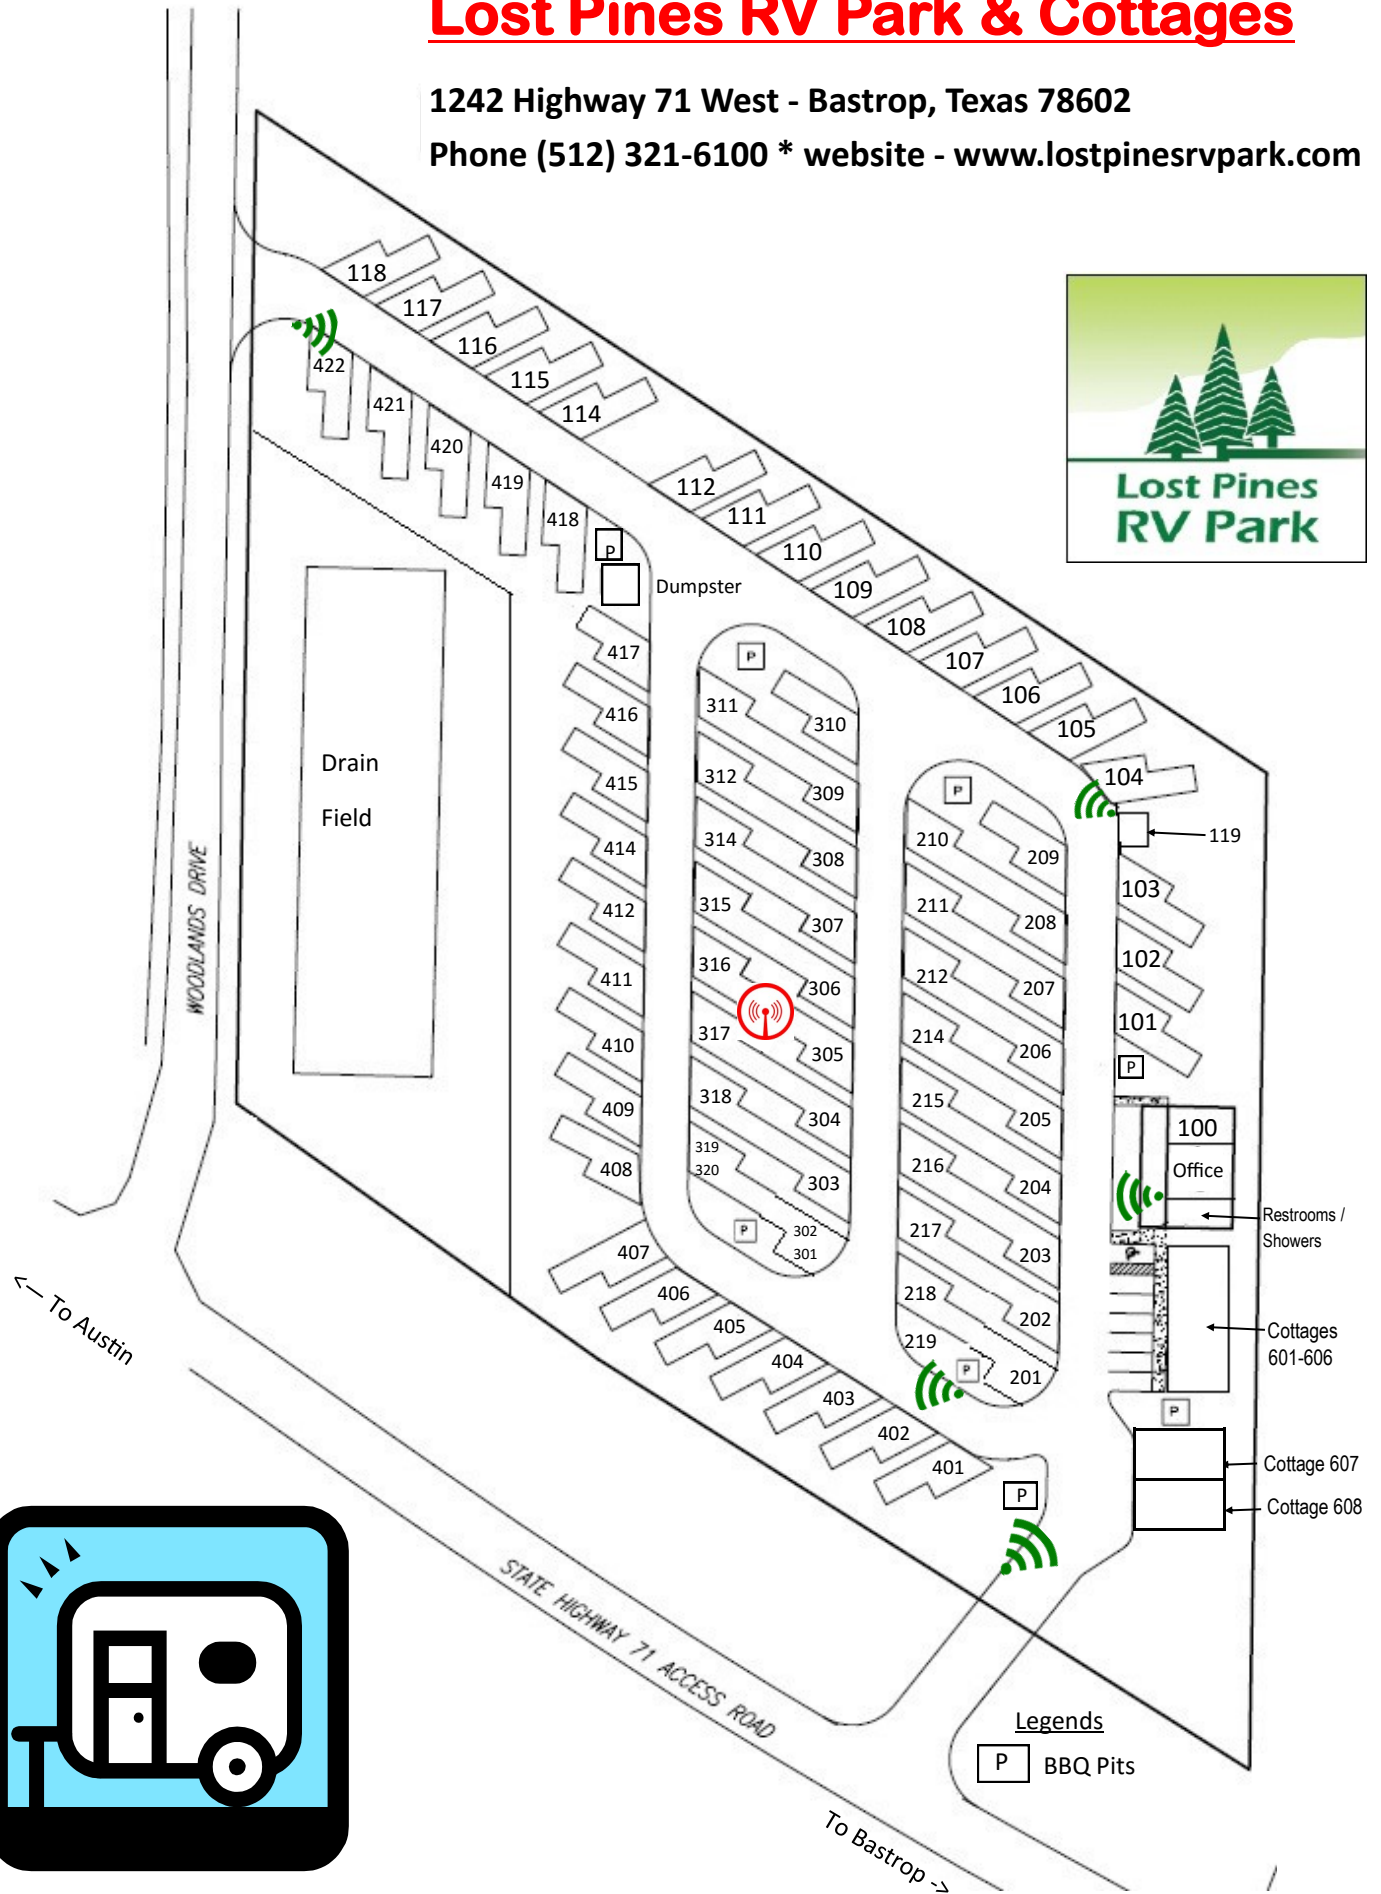 Lost Pines RV Park & Cottages
1242 Highway 71 West - Bastrop, Texas 78602
Phone (512) 321-6100 * website - www.lostpinesrvpark.com
Lost Pines
RV Park
118
117
116
115
114
112
111
110
109
108
107
106
105
104
119
103
102
101
P
100
Office
Restrooms /
Showers
P
Cottages
601-606
P
Cottage 607
Cottage 608
422
421
420
419
418
P
Dumpster
417
416
415
414
412
411
410
409
408
407
406
405
404
403
402
401
P
P
311
310
312
309
314
308
315
307
316
306
317
305
318
304
319
320
303
302
301
P
P
210
209
211
208
212
207
214
206
215
205
216
204
217
203
218
202
219
201
P
Drain
Field
WOODLANDS DRIVE
<-- To Austin
STATE HIGHWAY 71 ACCESS ROAD
To Bastrop ->
Legends
P BBQ Pits